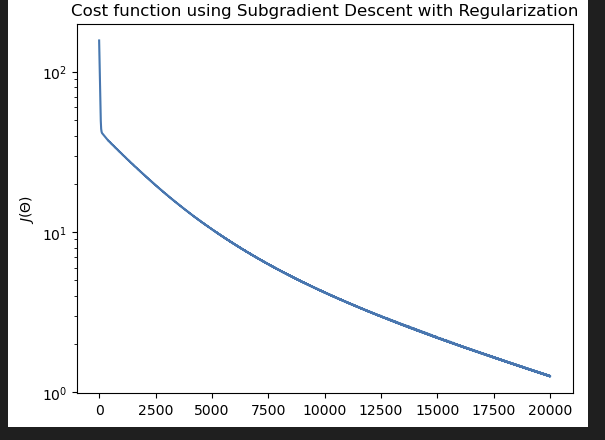 Cost function using Subgradient Descent with Regularization
10²
10¹
10⁰
J(Θ)
0 2500 5000 7500 10000 12500 15000 17500 20000